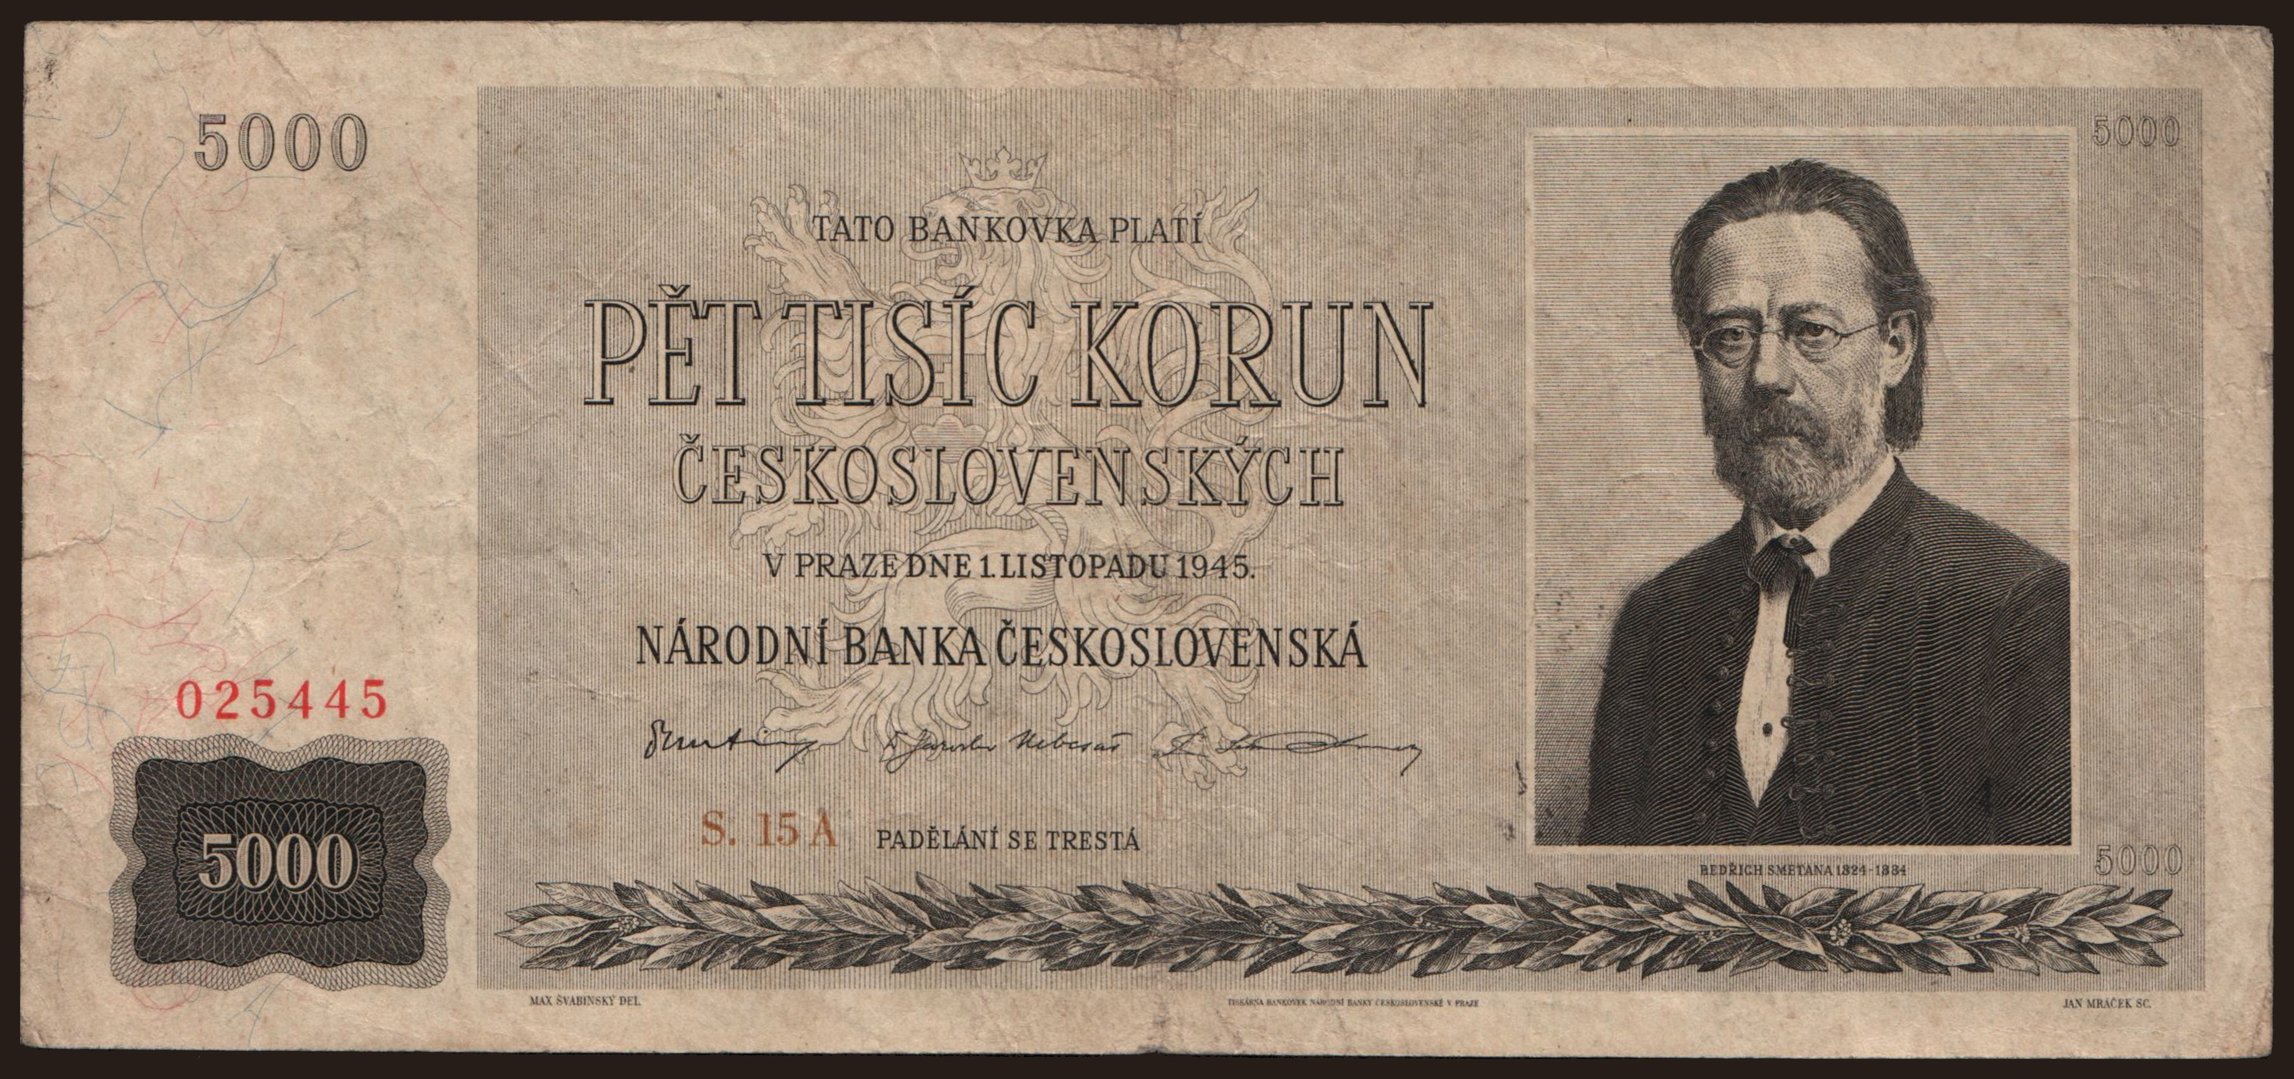 5000
5000
TATO BANKOVKA PLATÍ
PĚT TISÍC KORUN
ČESKOSLOVENSKÝCH
V PRAZE DNE 1. LISTOPADU 1945.
NÁRODNÍ BANKA ČESKOSLOVENSKÁ
025445
Jaroslav Nebesář
S. 15 A PADĚLÁNÍ SE TRESTÁ
5000
BEDŘICH SMETANA 1824-1884
5000
MAX ŠVABINSKÝ DEL.
TISKÁRNA BANKOVEK NÁRODNÍ BANKY ČESKOSLOVENSKÉ V PRAZE
JAN MRÁČEK SC.